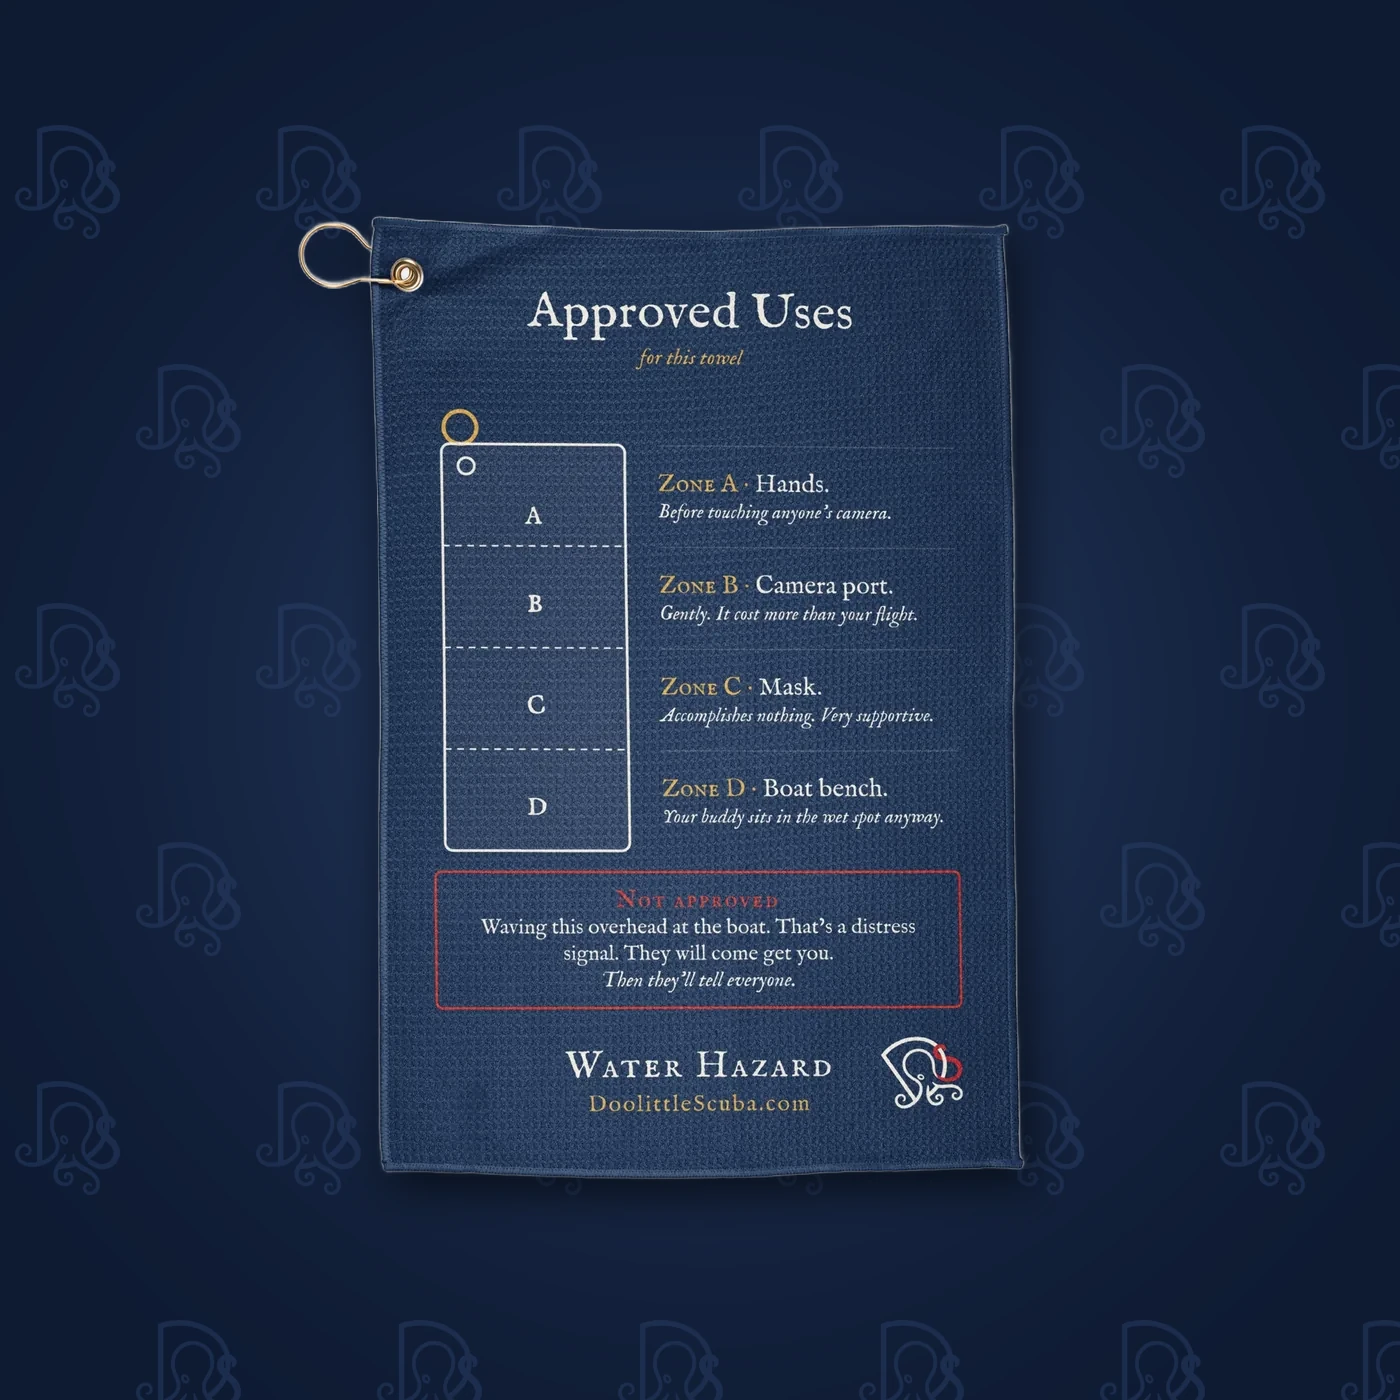 Approved Uses
for this towel
A
B
C
D
Zone A · Hands.
Before touching anyone's camera.
Zone B · Camera port.
Gently. It cost more than your flight.
Zone C · Mask.
Accomplishes nothing. Very supportive.
Zone D · Boat bench.
Your buddy sits in the wet spot anyway.
Not approved
Waving this overhead at the boat. That's a distress
signal. They will come get you.
Then they'll tell everyone.
Water Hazard
DoolittleScuba.com